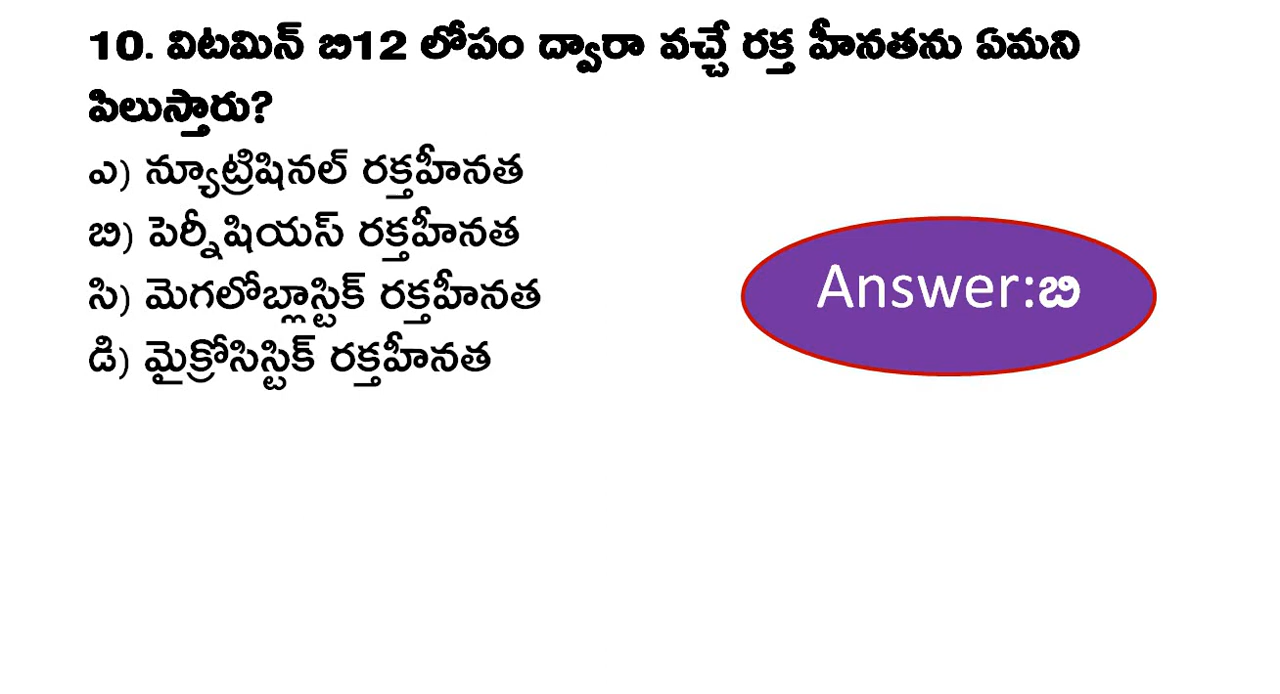 10. విటమిన్ బి12 లోపం ద్వారా వచ్చే రక్త హీనతను ఏమని
పిలుస్తారు?
ఎ) న్యూట్రిషినల్ రక్తహీనత
బి) పెర్నీషియస్ రక్తహీనత
సి) మెగలోబ్లాస్టిక్ రక్తహీనత
డి) మైక్రోసిస్టిక్ రక్తహీనత
Answer:బి